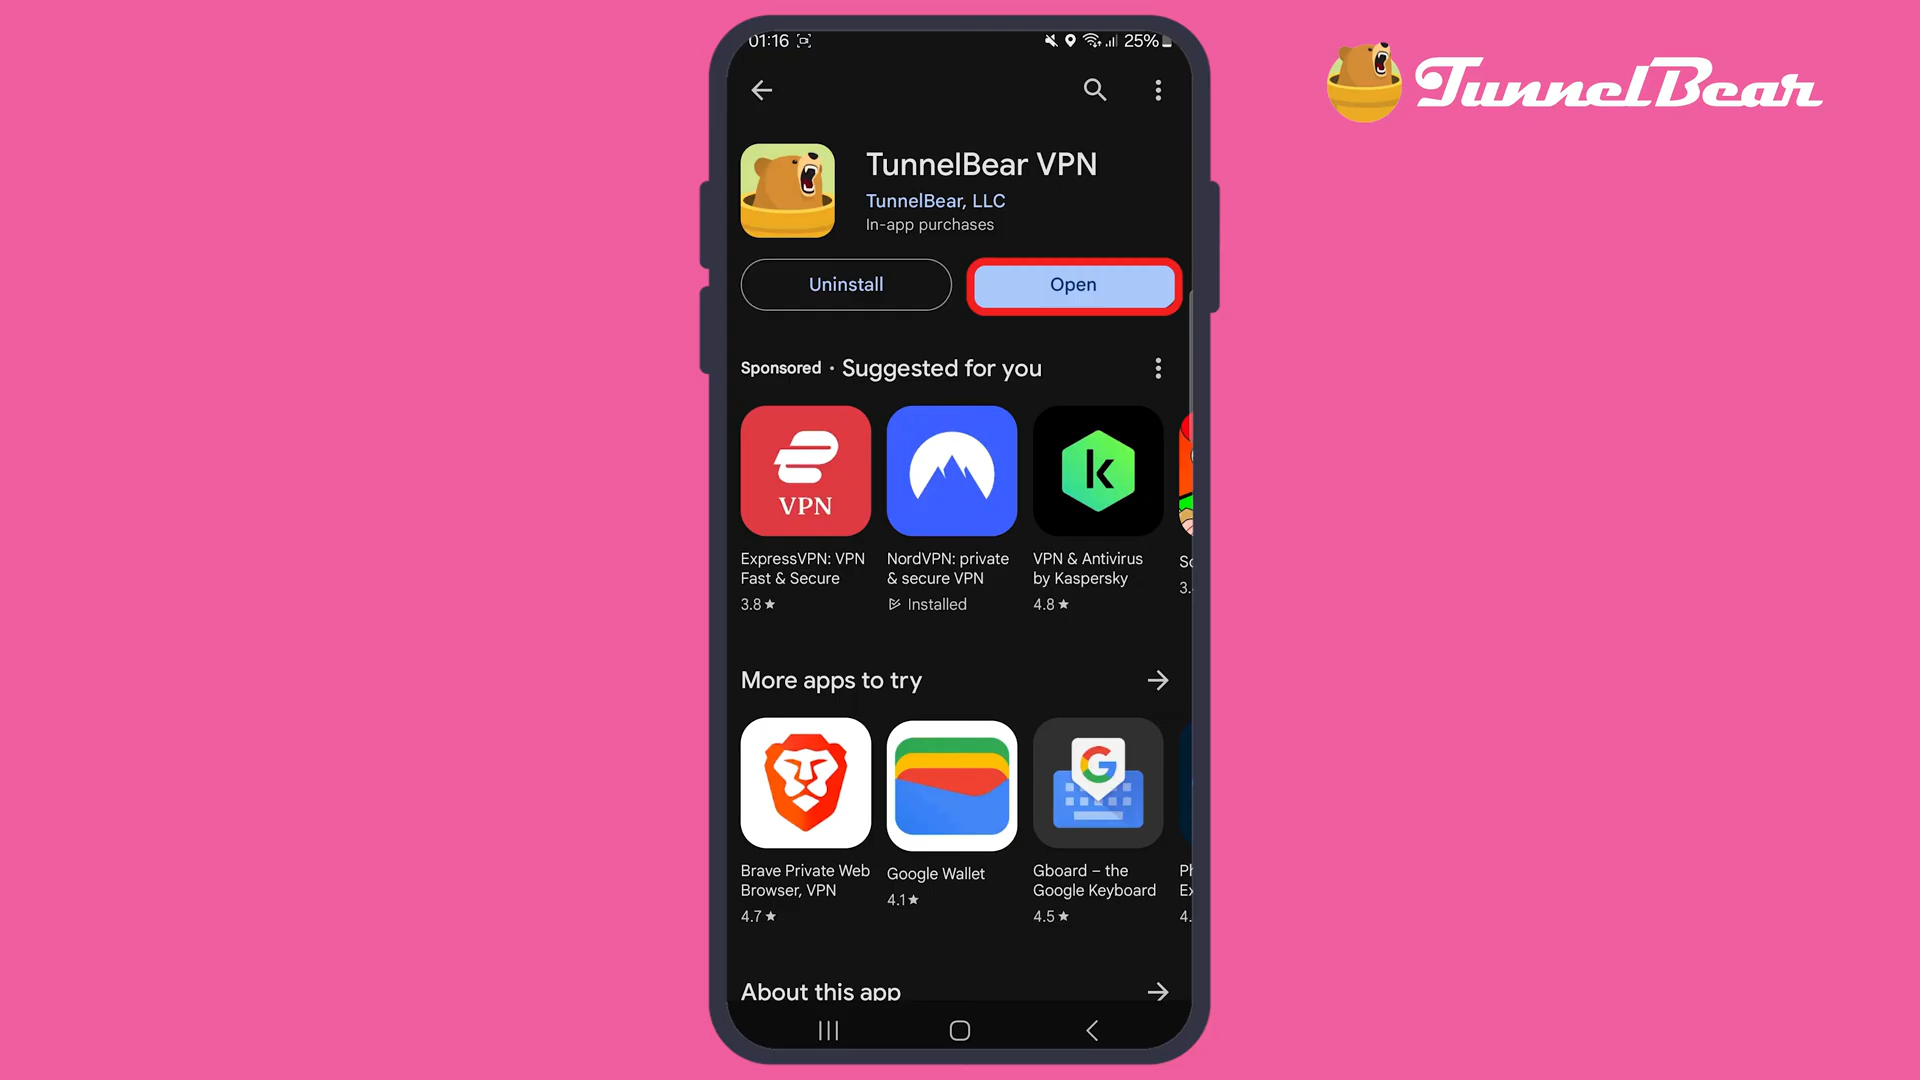 01:16
25%
TunnelBear
TunnelBear VPN
TunnelBear, LLC
In-app purchases
Uninstall
Open
Sponsored • Suggested for you
VPN
k
ExpressVPN: VPN
Fast & Secure
3.8★
NordVPN: private
& secure VPN
Installed
VPN & Antivirus
by Kaspersky
4.8★
More apps to try
G
Brave Private Web
Browser, VPN
4.7★
Google Wallet
4.1★
Gboard – the
Google Keyboard
4.5★
About this app